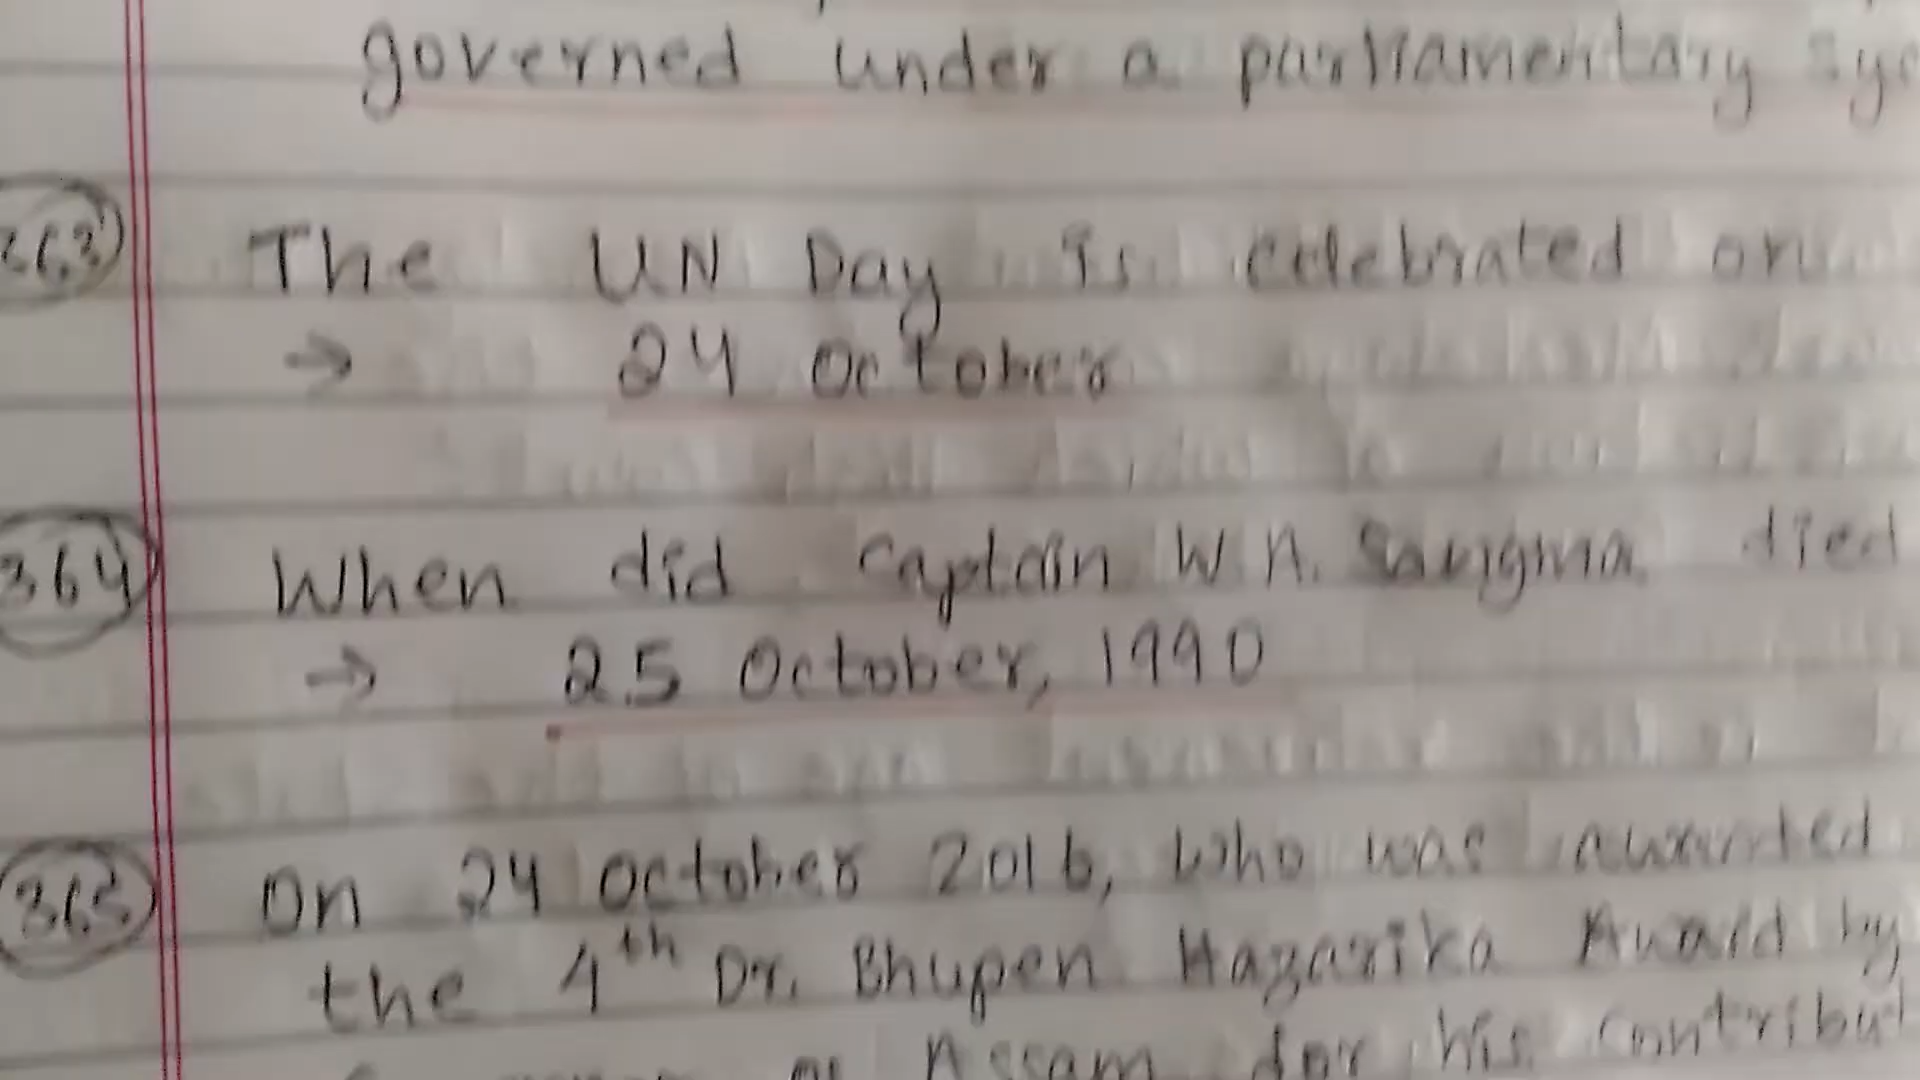 governed under a parliamentary
363 The UN Day is celebrated on
→ 24 October
364 When did captain W.A. Sangma died
→ 25 October, 1990
365 On 24 October 2016, who was awarded
the 4th Dr. Bhupen Hazarika Award by
of Assam for his contribut